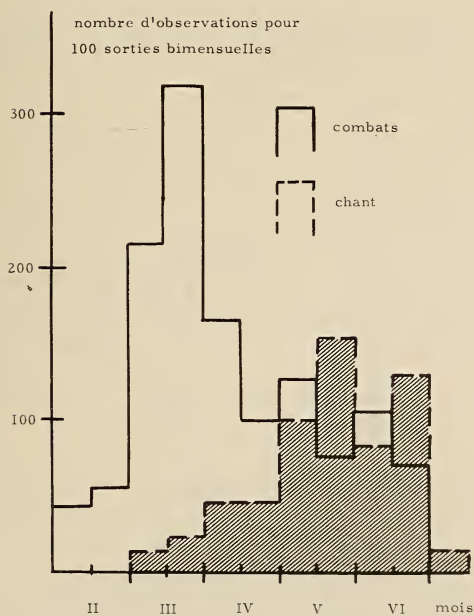 nombre d'observations pour
100 sorties bimensuelles
300
combats
chant
200
100
II III IV V VI mois